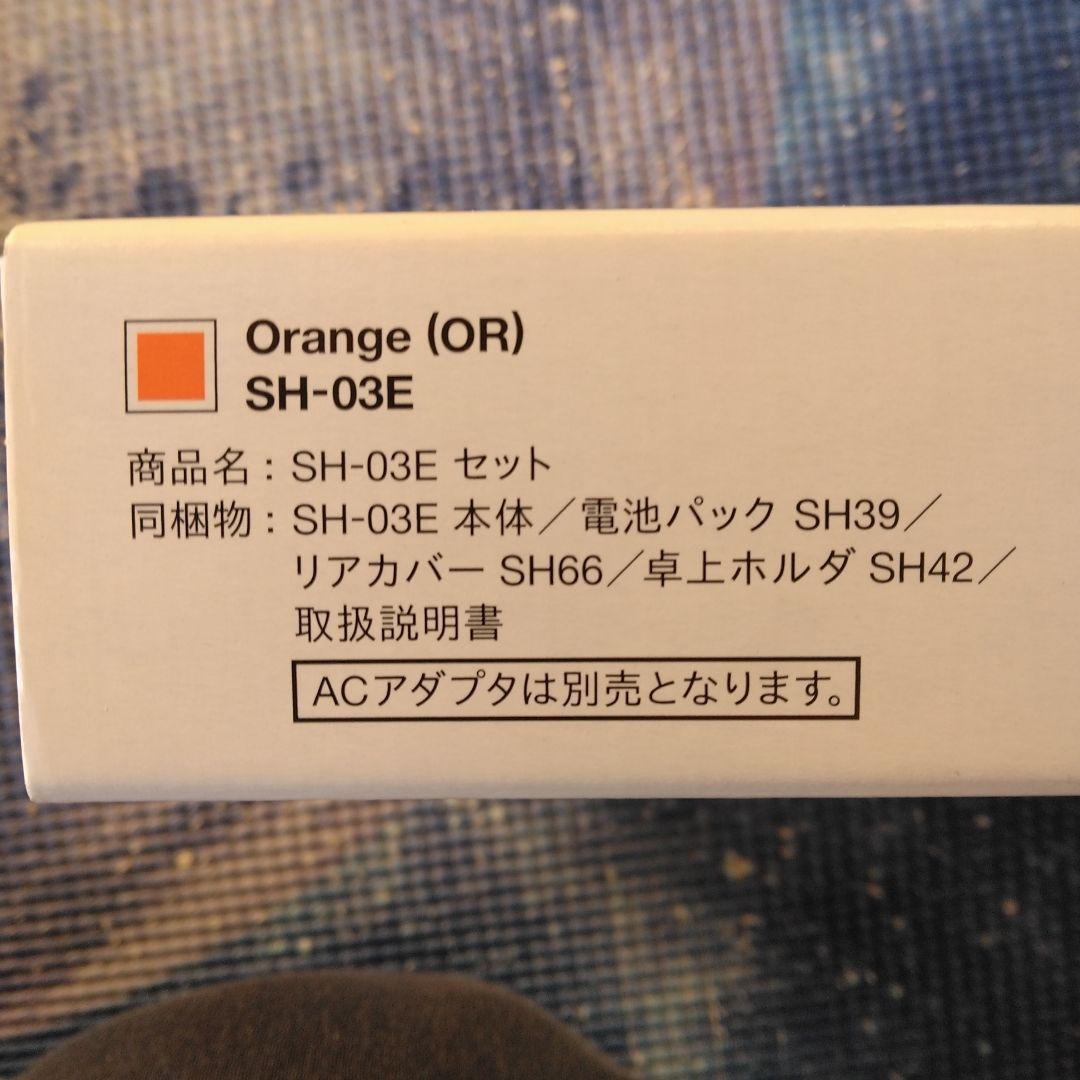 Orange (OR)
SH-03E
商品名：SH-03E セット
同梱物：SH-03E 本体／電池パック SH39／
リアカバー SH66／卓上ホルダ SH42／
取扱説明書
ACアダプタは別売となります。